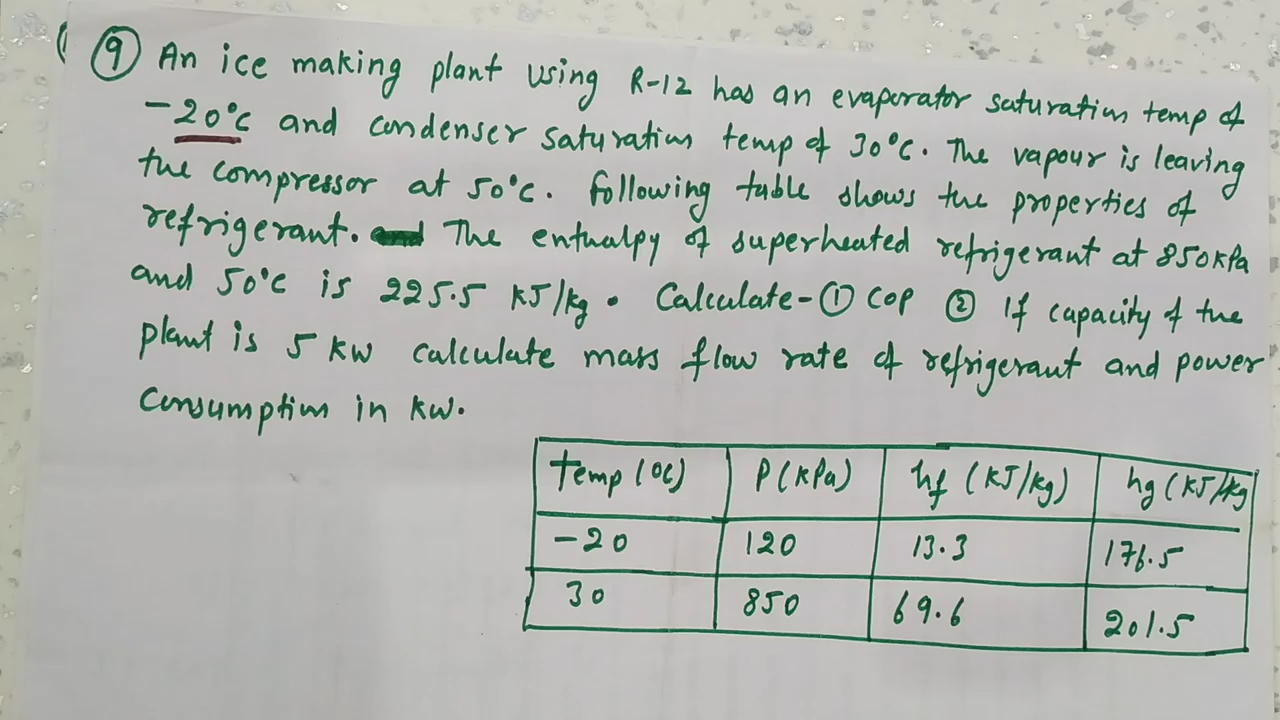 9 An ice making plant using R-12 has an evaporator saturation temp of
-20°C and condenser saturation temp of 30°C. The vapour is leaving
the compressor at 50°C. following table shows the properties of
refrigerant. The enthalpy of superheated refrigerant at 850 kPa
and 50°C is 225.5 kJ/kg. Calculate- ① COP ② If capacity of the
plant is 5 kW calculate mass flow rate of refrigerant and power
Consumption in kW.
Temp (0C) P(kPa) hf (kJ/kg) hg (kJ/kg
-20 120 13.3 176.5
30 850 69.6 201.5